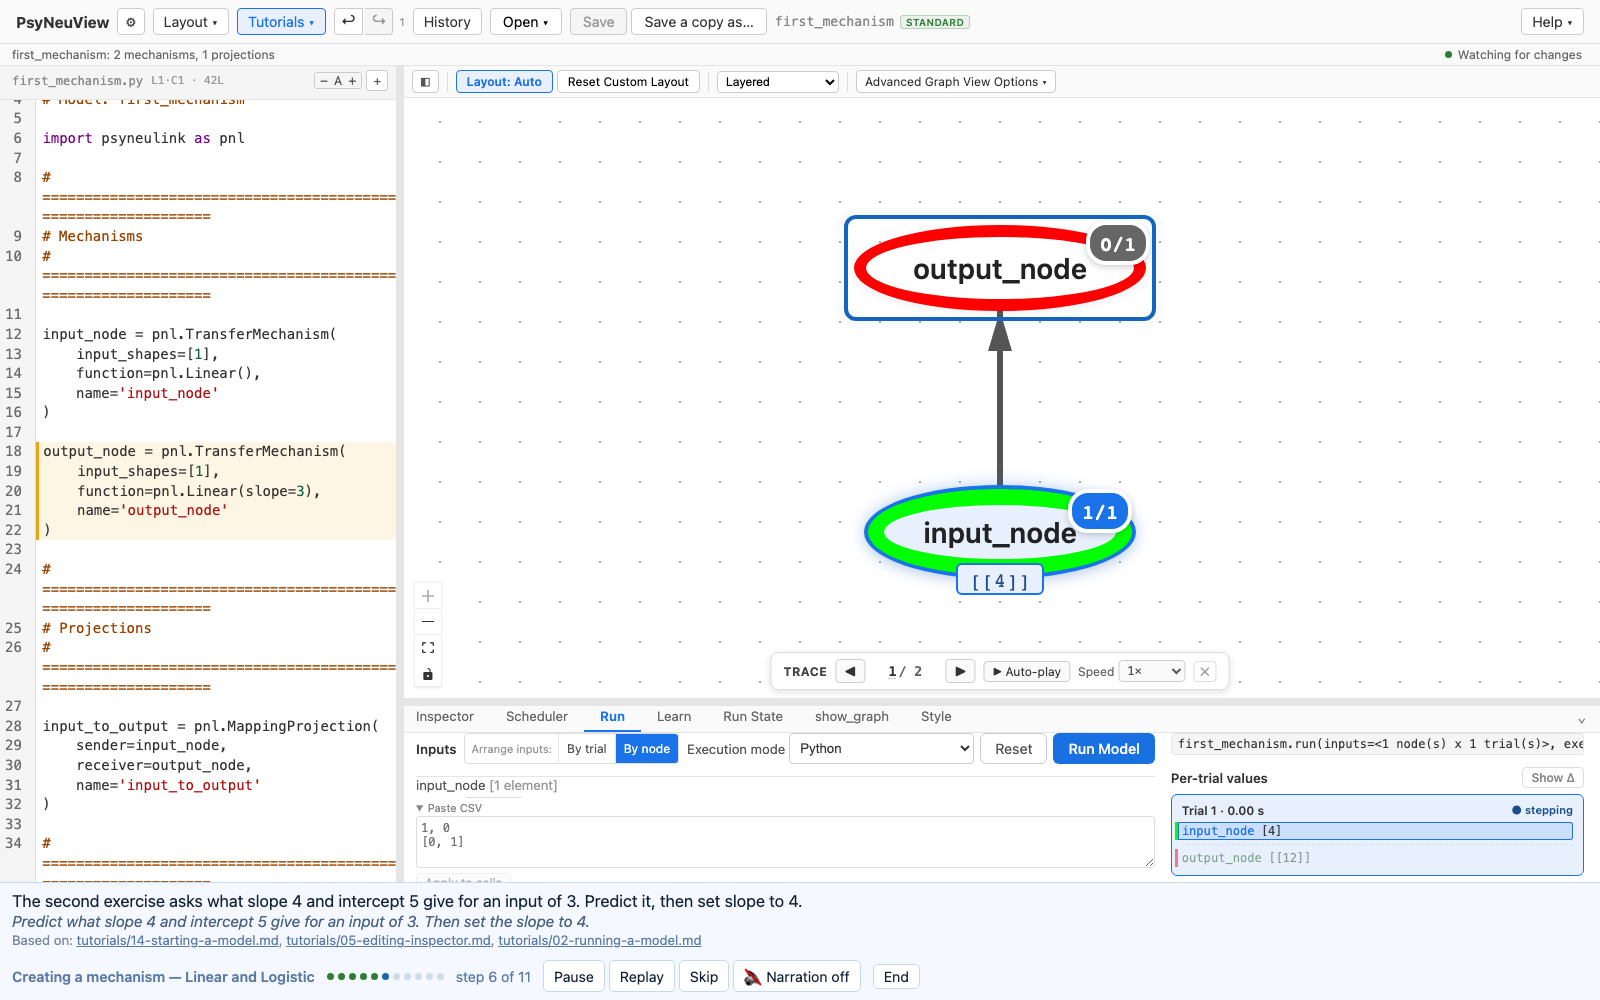 PsyNeuView ⚙ Layout ▾ Tutorials ▾ ↩ ↪ 1 History Open ▾ Save Save a copy as... first_mechanism STANDARD Help ▾
first_mechanism: 2 mechanisms, 1 projections Watching for changes
first_mechanism.py L1·C1 · 42L − A + +
Layout: Auto Reset Custom Layout Layered Advanced Graph View Options ▾
4 # Model: first_mechanism
5
6 import psyneulink as pnl
7
8 #
=========================================
====================
9 # Mechanisms
10 #
=========================================
====================
11
12 input_node = pnl.TransferMechanism(
13 input_shapes=[1],
14 function=pnl.Linear(),
15 name='input_node'
16 )
17
18 output_node = pnl.TransferMechanism(
19 input_shapes=[1],
20 function=pnl.Linear(slope=3),
21 name='output_node'
22 )
23
24 #
=========================================
====================
25 # Projections
26 #
=========================================
====================
27
28 input_to_output = pnl.MappingProjection(
29 sender=input_node,
30 receiver=output_node,
31 name='input_to_output'
32 )
33
34 #
=========================================
====================
0/1
output_node
1/1
input_node
[[4]]
TRACE ◀ 1 / 2 ▶ ▶ Auto-play Speed 1× ✕
Inspector Scheduler Run Learn Run State show_graph Style
Inputs Arrange inputs: By trial By node Execution mode Python Reset Run Model
input_node [1 element]
▾ Paste CSV
1, 0
[0, 1]
Apply to cells
first_mechanism.run(inputs=<1 node(s) x 1 trial(s)>, exe
Per-trial values Show Δ
Trial 1 · 0.00 s ● stepping
input_node [4]
output_node [[12]]
The second exercise asks what slope 4 and intercept 5 give for an input of 3. Predict it, then set slope to 4.
Predict what slope 4 and intercept 5 give for an input of 3. Then set the slope to 4.
Based on: tutorials/14-starting-a-model.md, tutorials/05-editing-inspector.md, tutorials/02-running-a-model.md
Creating a mechanism — Linear and Logistic step 6 of 11 Pause Replay Skip Narration off End